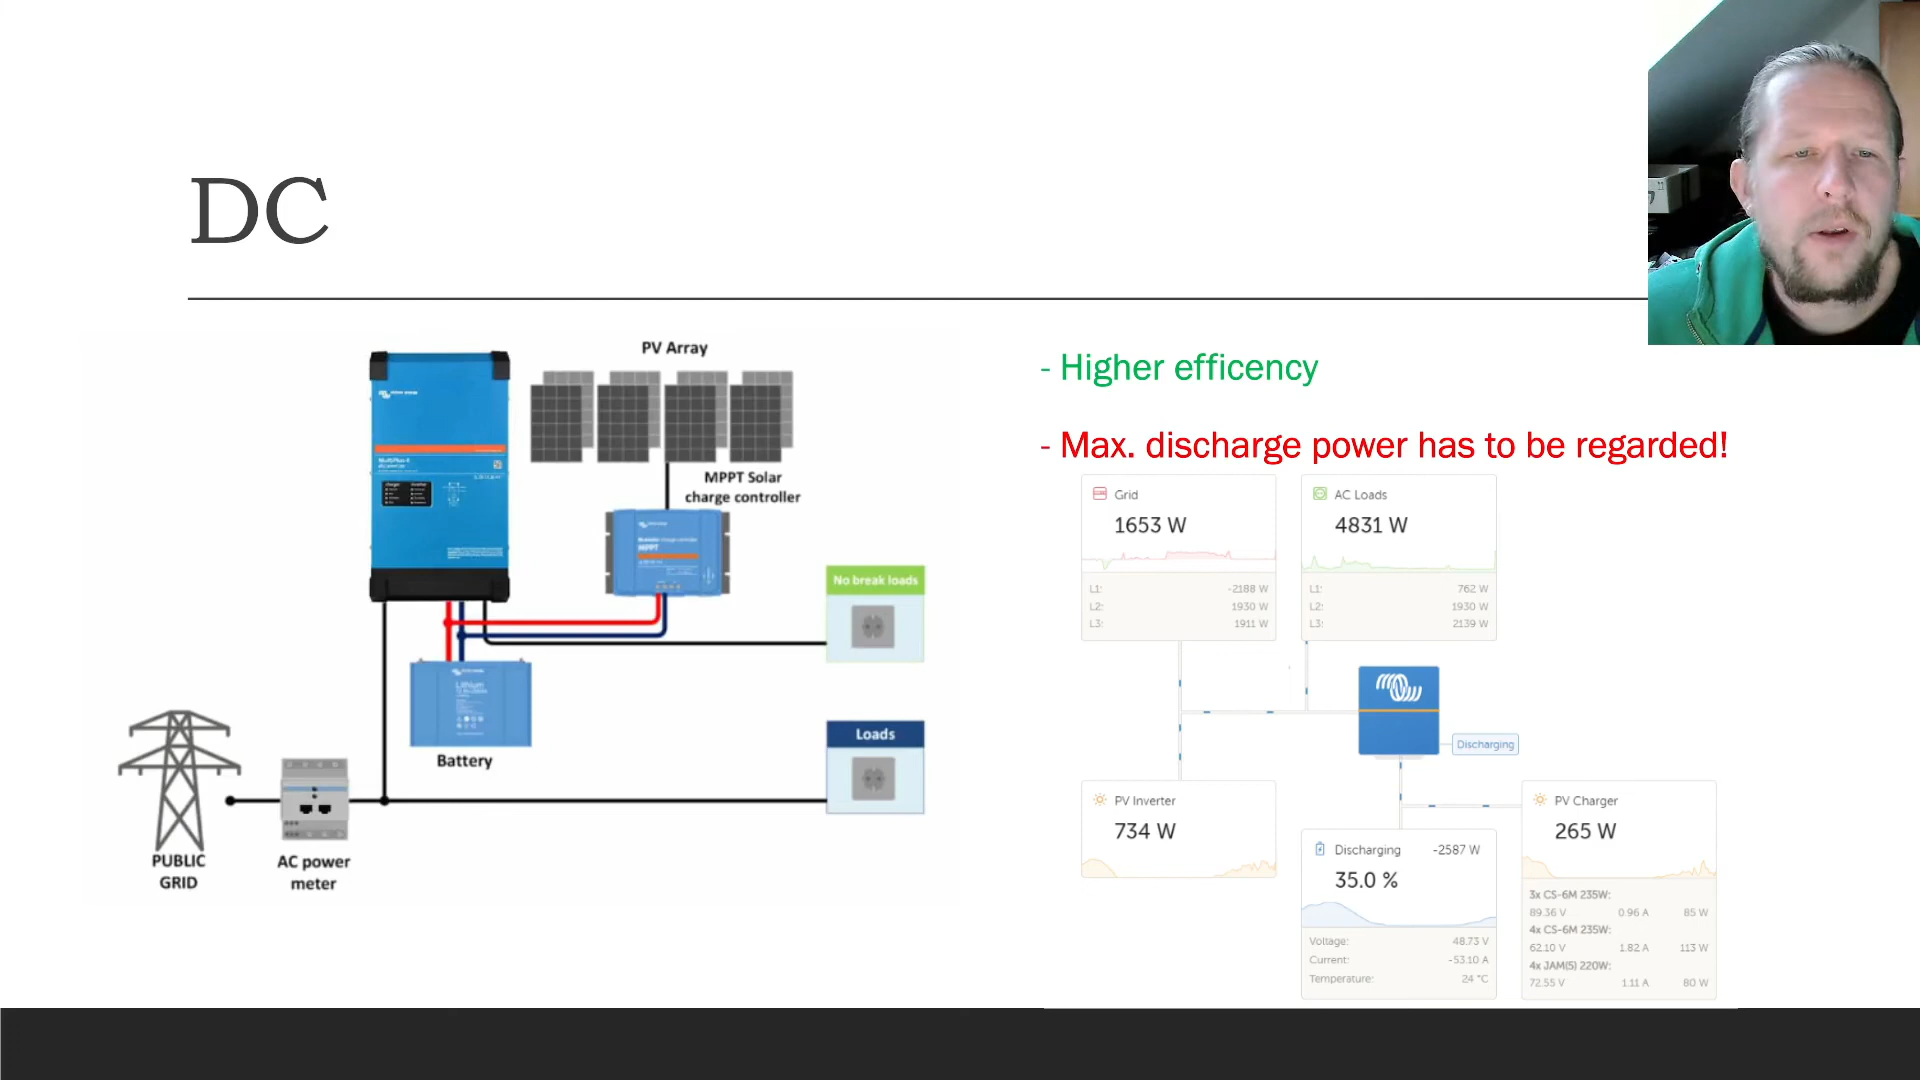 DC
PV Array
MPPT Solar
charge controller
No break loads
Loads
Battery
PUBLIC
GRID
AC power
meter
- Higher efficency
- Max. discharge power has to be regarded!
Grid
1653 W
L1: -2188 W
L2: 1930 W
L3: 1911 W
AC Loads
4831 W
L1: 762 W
L2: 1930 W
L3: 2139 W
Discharging
PV Inverter
734 W
Discharging -2587 W
35.0 %
Voltage: 48.73 V
Current: -53.10 A
Temperature: 24 °C
PV Charger
265 W
3x CS-6M 235W:
89.36 V 0.96 A 85 W
4x CS-6M 235W:
62.10 V 1.82 A 113 W
4x JAM(5) 220W:
72.55 V 1.11 A 80 W